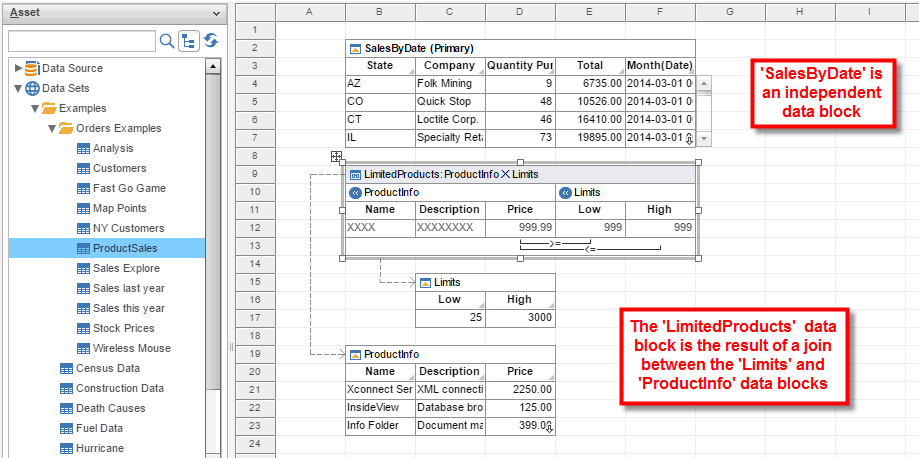 Asset
Data Source
Data Sets
Examples
Orders Examples
Analysis
Customers
Fast Go Game
Map Points
NY Customers
ProductSales
Sales Explore
Sales last year
Sales this year
Stock Prices
Wireless Mouse
Census Data
Construction Data
Death Causes
Fuel Data
Hurricane
A B C D E F G H I
1
2 SalesByDate (Primary)
3 State Company Quantity Pur Total Month(Date)
4 AZ Folk Mining 9 6735.00 2014-03-01 0
5 CO Quick Stop 48 10526.00 2014-03-01 0
6 CT Loctite Corp. 46 16410.00 2014-03-01 0
7 IL Specialty Reta 73 19895.00 2014-03-01
8
9 LimitedProducts: ProductInfo Limits
10 ProductInfo Limits
11 Name Description Price Low High
12 XXXX XXXXXXXX 999.99 999 999
13 >= <=
14
15 Limits
16 Low High
17 25 3000
18
19 ProductInfo
20 Name Description Price
21 Xconnect Ser XML connecti 2250.00
22 InsideView Database bro 125.00
23 Info Folder Document ma 399.00
24
'SalesByDate' is
an independent
data block
The 'LimitedProducts' data
block is the result of a join
between the 'Limits' and
'ProductInfo' data blocks